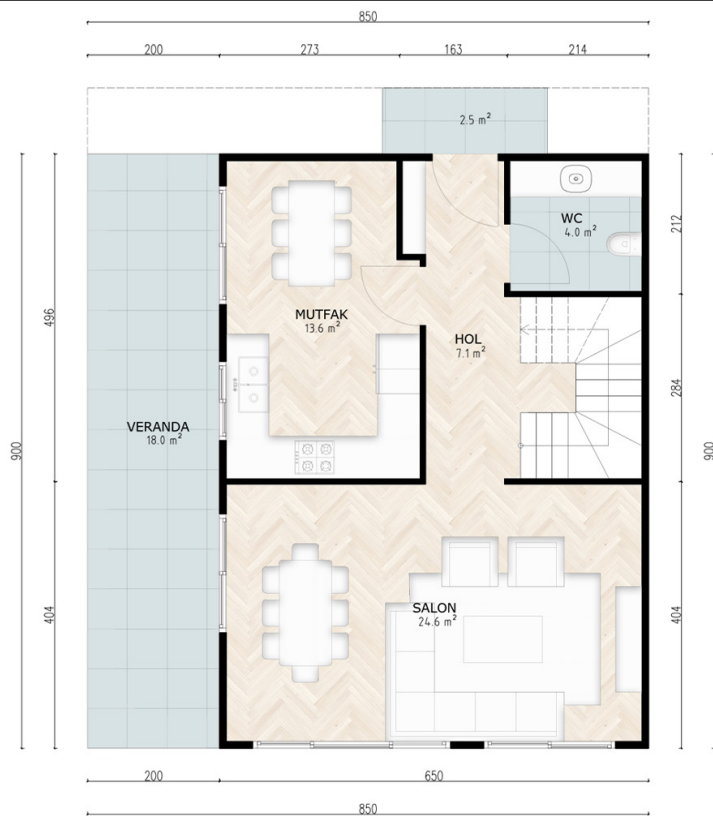 850
200 273 163 214
2.5 m²
WC
4.0 m²
212
496
MUTFAK
13.6 m²
HOL
7.1 m²
284
VERANDA
18.0 m²
900
900
SALON
24.6 m²
404
404
200 650
850